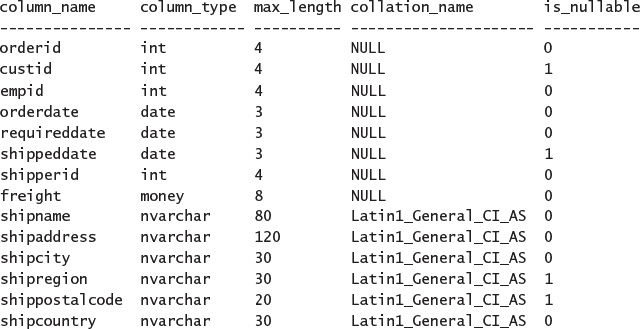 column_name     column_type  max_length collation_name         is_nullable
--------------- ------------ ---------- ---------------------- -----------
orderid         int          4          NULL                   0
custid          int          4          NULL                   1
empid           int          4          NULL                   0
orderdate       date         3          NULL                   0
requireddate    date         3          NULL                   0
shippeddate     date         3          NULL                   1
shipperid       int          4          NULL                   0
freight         money        8          NULL                   0
shipname        nvarchar     80         Latin1_General_CI_AS   0
shipaddress     nvarchar     120        Latin1_General_CI_AS   0
shipcity        nvarchar     30         Latin1_General_CI_AS   0
shipregion      nvarchar     30         Latin1_General_CI_AS   1
shippostalcode  nvarchar     20         Latin1_General_CI_AS   1
shipcountry     nvarchar     30         Latin1_General_CI_AS   0